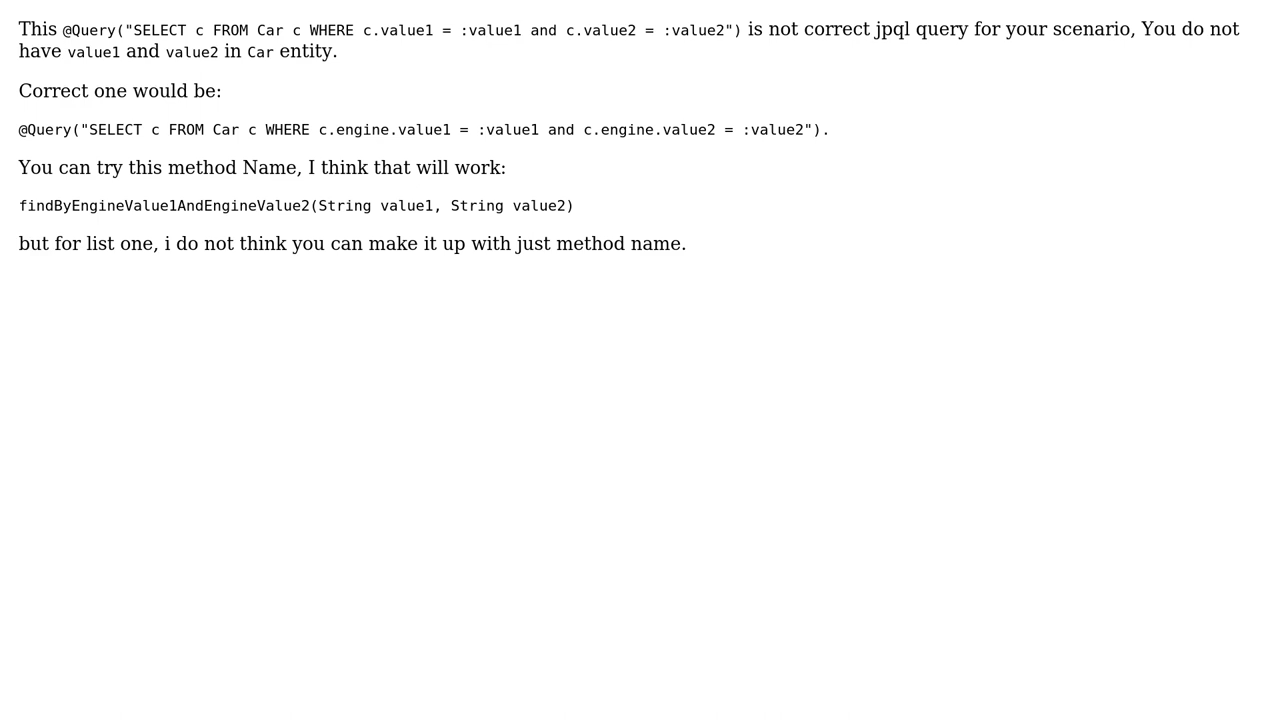 This @Query("SELECT c FROM Car c WHERE c.value1 = :value1 and c.value2 = :value2") is not correct jpql query for your scenario, You do not
have value1 and value2 in Car entity.
Correct one would be:
@Query("SELECT c FROM Car c WHERE c.engine.value1 = :value1 and c.engine.value2 = :value2").
You can try this method Name, I think that will work:
findByEngineValue1AndEngineValue2(String value1, String value2)
but for list one, i do not think you can make it up with just method name.